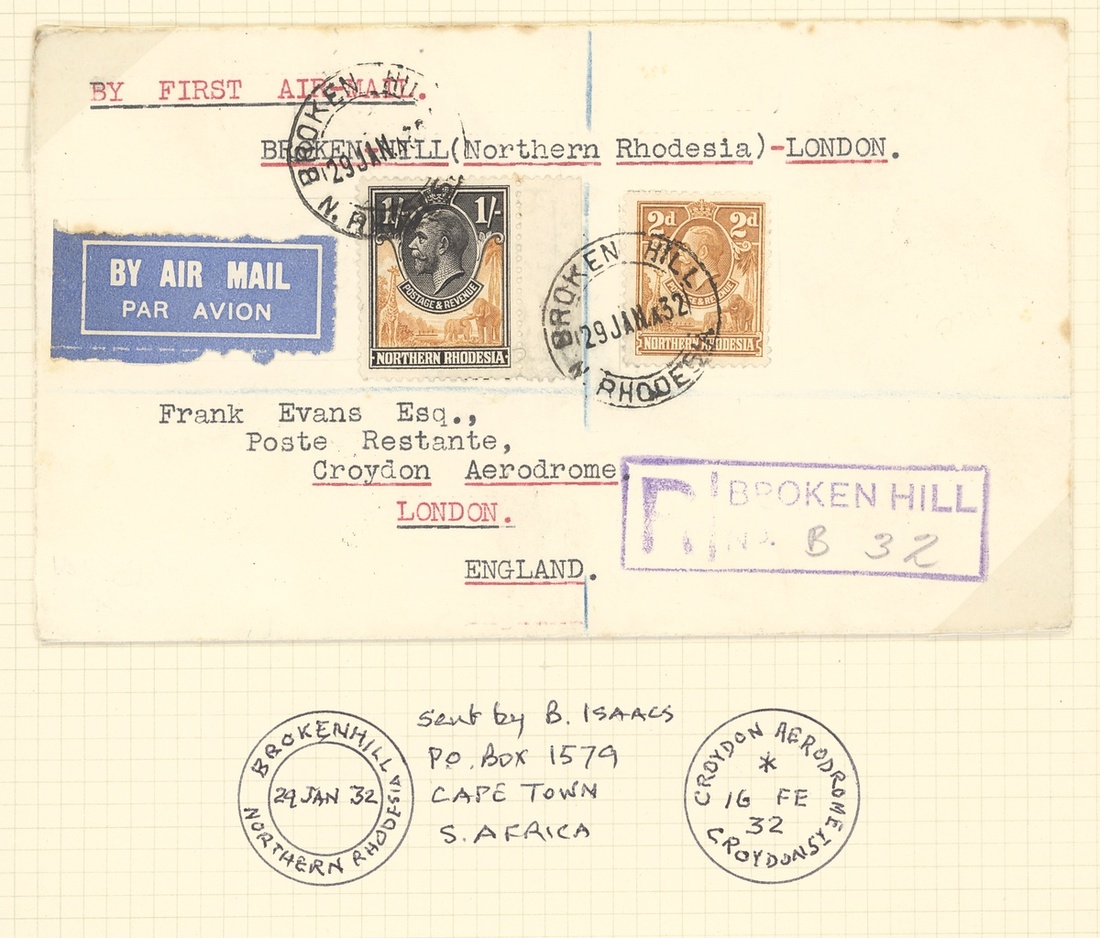 BY FIRST AIR-MAIL.
BROKEN HILL (Northern Rhodesia)-LONDON.
BROKEN HILL
29 JAN
N. RHODESIA
1/- 1/-
POSTAGE & REVENUE
NORTHERN RHODESIA
2d 2d
POSTAGE & REVENUE
NORTHERN RHODESIA
BROKEN HILL
29 JAN 32
N. RHODESIA
BY AIR MAIL
PAR AVION
Frank Evans Esq.,
Poste Restante,
Croydon Aerodrome.
LONDON.
ENGLAND.
R BROKEN HILL
No. B 32
BROKENHILL
29 JAN 32
NORTHERN RHODESIA
sent by B. ISAACS
P.O. BOX 1579
CAPE TOWN
S. AFRICA
CROYDON AERODROME
*
16 FE
32
CROYDON SY